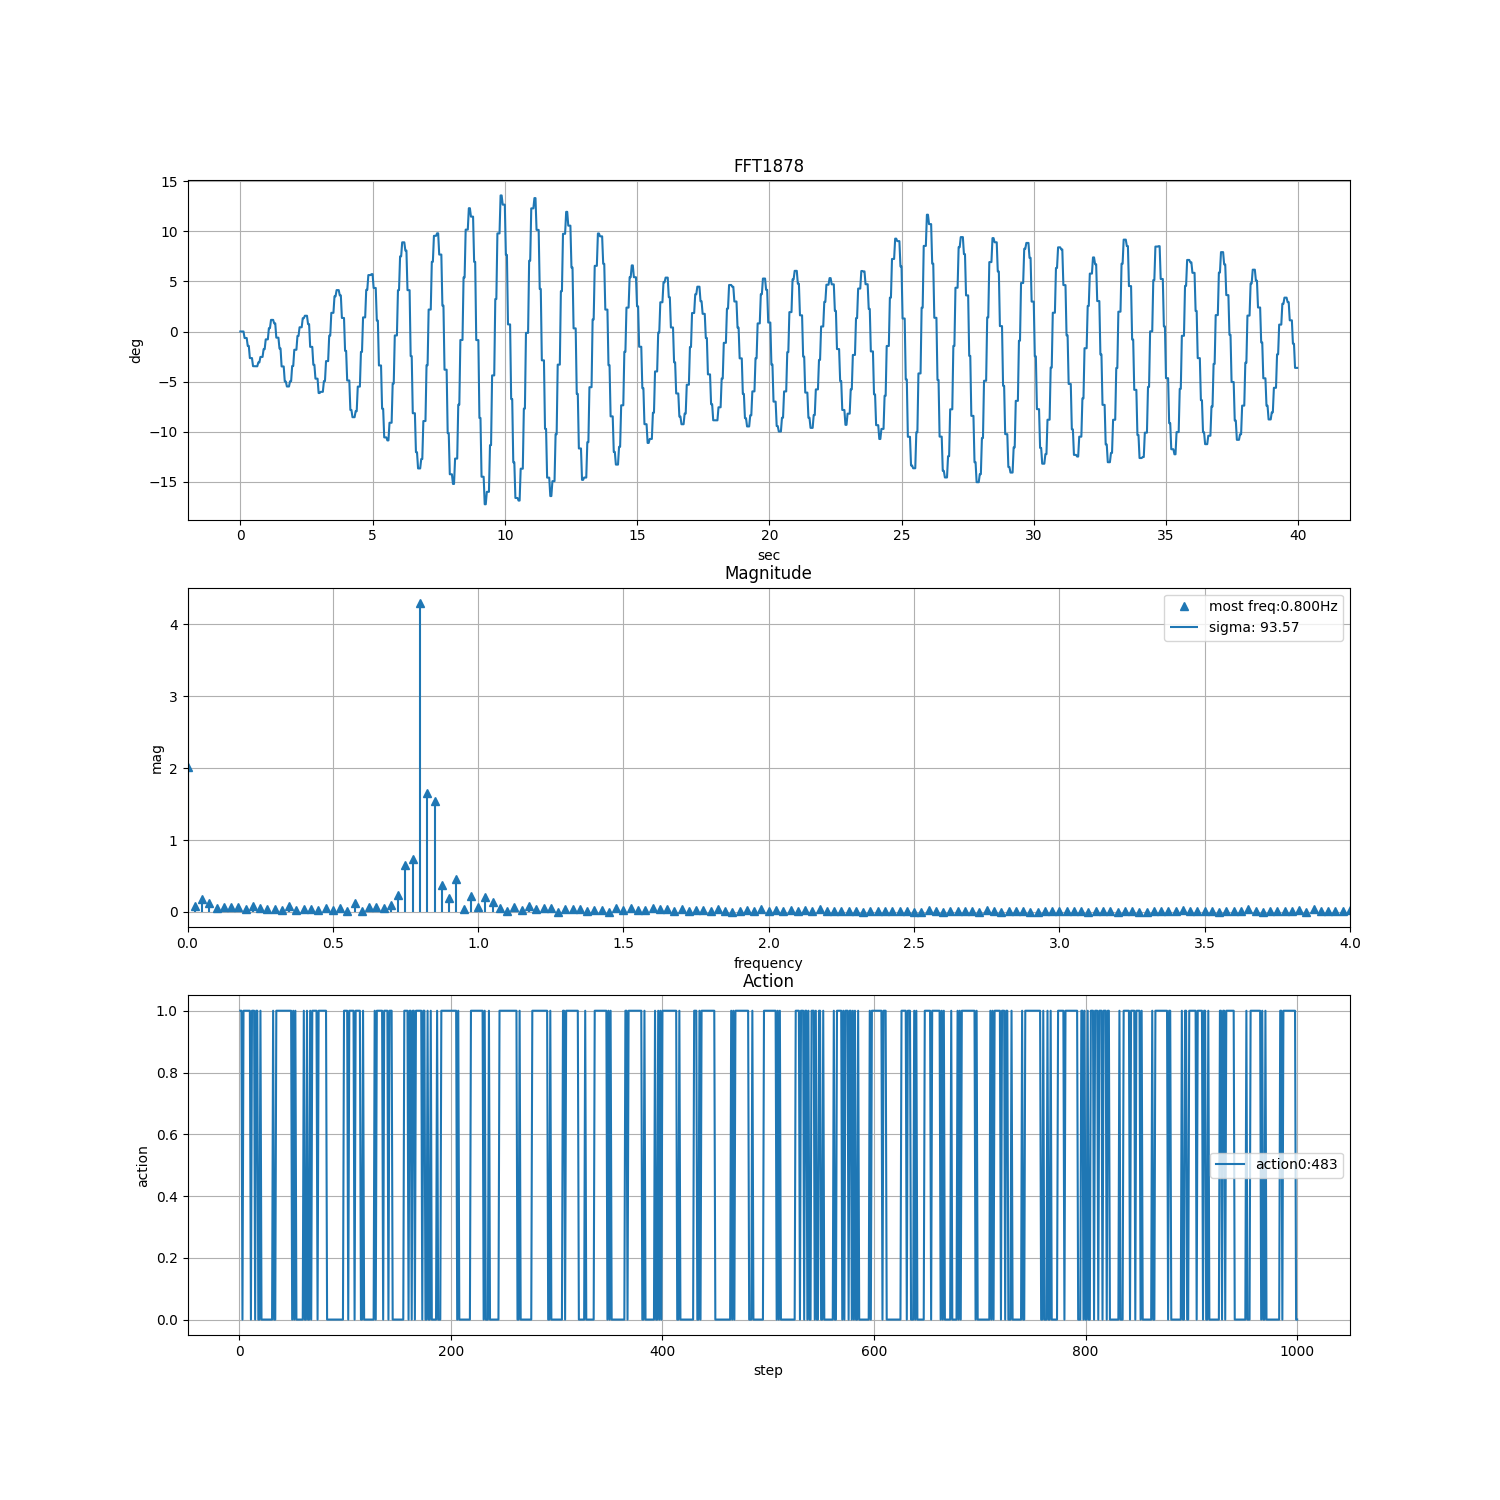 FFT1878
15
10
5
0
−5
−10
−15
deg
0 5 10 15 20 25 30 35 40
sec
Magnitude
most freq:0.800Hz
sigma: 93.57
4
3
2
1
0
mag
0.0 0.5 1.0 1.5 2.0 2.5 3.0 3.5 4.0
frequency
Action
1.0
0.8
0.6
0.4
0.2
0.0
action
action0:483
0 200 400 600 800 1000
step